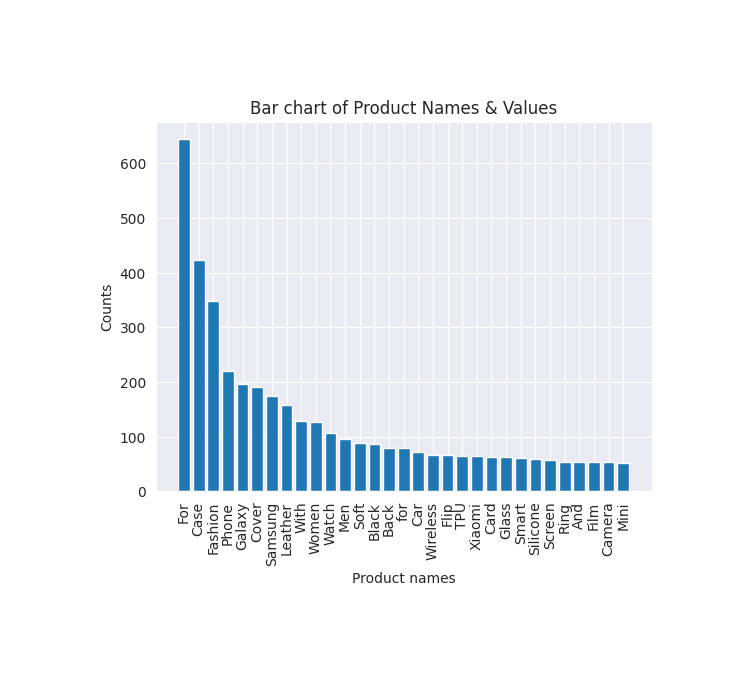 Bar chart of Product Names & Values
Counts
600
500
400
300
200
100
0
For
Case
Fashion
Phone
Galaxy
Cover
Samsung
Leather
With
Women
Watch
Men
Soft
Black
Back
for
Car
Wireless
Flip
TPU
Xiaomi
Card
Glass
Smart
Silicone
Screen
Ring
And
Film
Camera
Mini
Product names